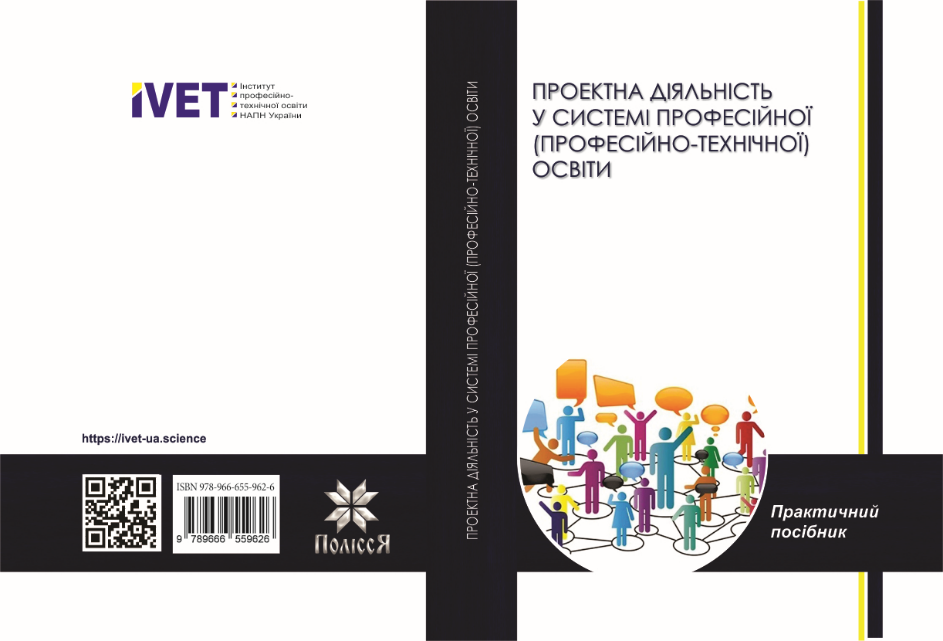 iVET
Інститут
професійно-
технічної освіти
НАПН України
https://ivet-ua.science
ISBN 978-966-655-962-6
9 789666 559626
ПоліссЯ
ПРОЕКТНА ДІЯЛЬНІСТЬ У СИСТЕМІ ПРОФЕСІЙНОЇ (ПРОФЕСІЙНО-ТЕХНІЧНОЇ) ОСВІТИ
ПРОЕКТНА ДІЯЛЬНІСТЬ
У СИСТЕМІ ПРОФЕСІЙНОЇ
(ПРОФЕСІЙНО-ТЕХНІЧНОЇ)
ОСВІТИ
Практичний
посібник